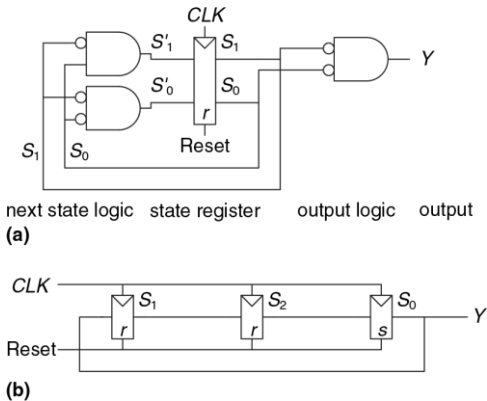 CLK
S'1 S1
Y
S'0 S0
r
Reset
S1 S0
next state logic state register output logic output
(a)
CLK
S1 S2 S0
Y
r r s
Reset
(b)